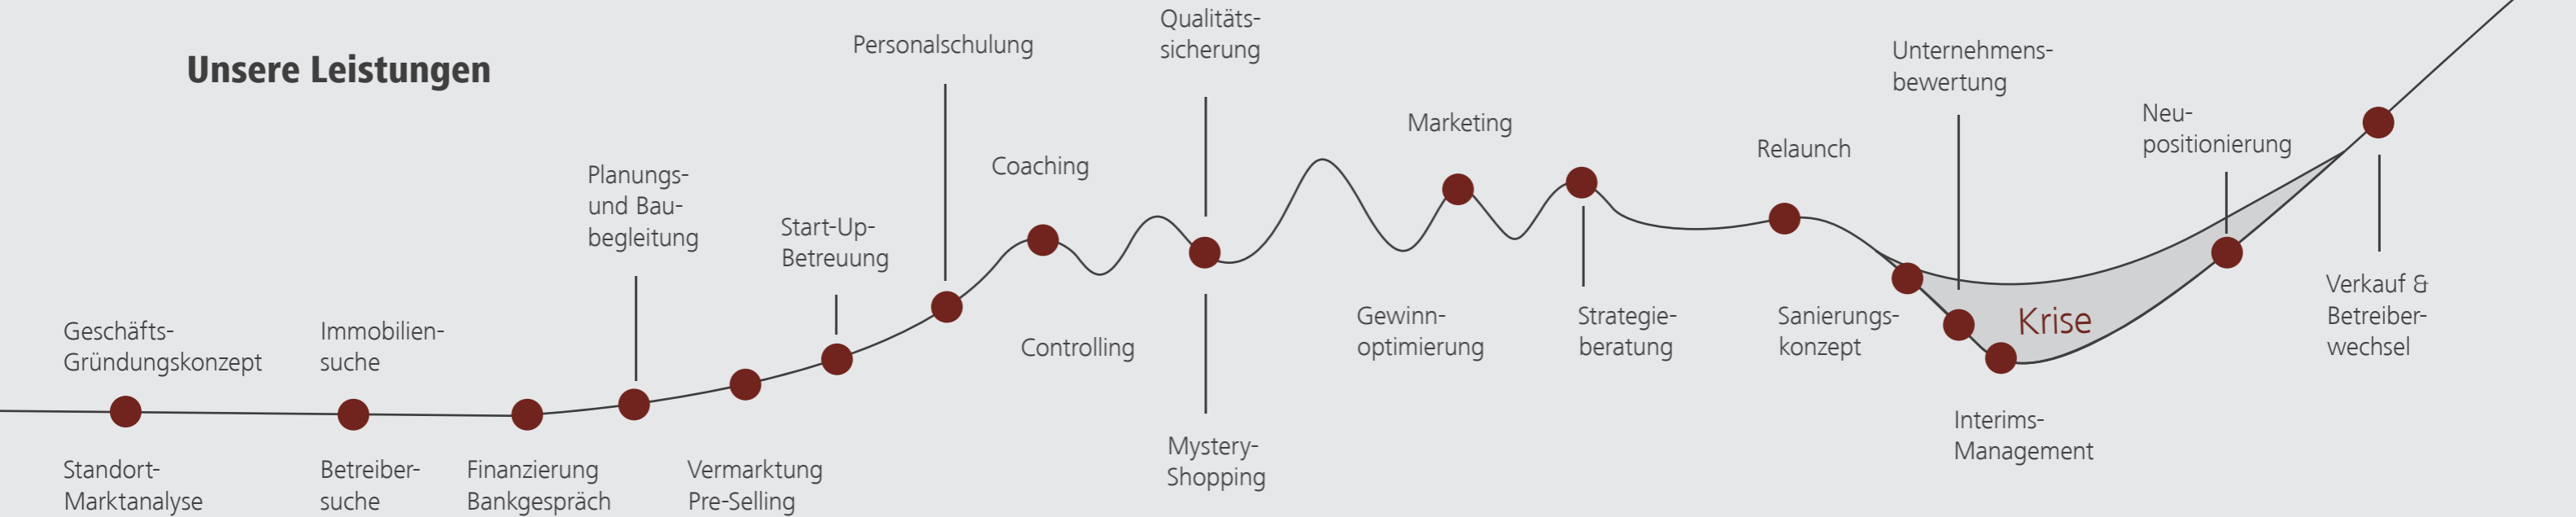 Unsere Leistungen
Geschäfts-
Gründungskonzept
Standort-
Marktanalyse
Immobilien-
suche
Betreiber-
suche
Finanzierung
Bankgespräch
Planungs-
und Bau-
begleitung
Vermarktung
Pre-Selling
Start-Up-
Betreuung
Personalschulung
Coaching
Controlling
Qualitäts-
sicherung
Mystery-
Shopping
Marketing
Gewinn-
optimierung
Strategie-
beratung
Relaunch
Sanierungs-
konzept
Unternehmens-
bewertung
Krise
Interims-
Management
Neu-
positionierung
Verkauf &
Betreiber-
wechsel